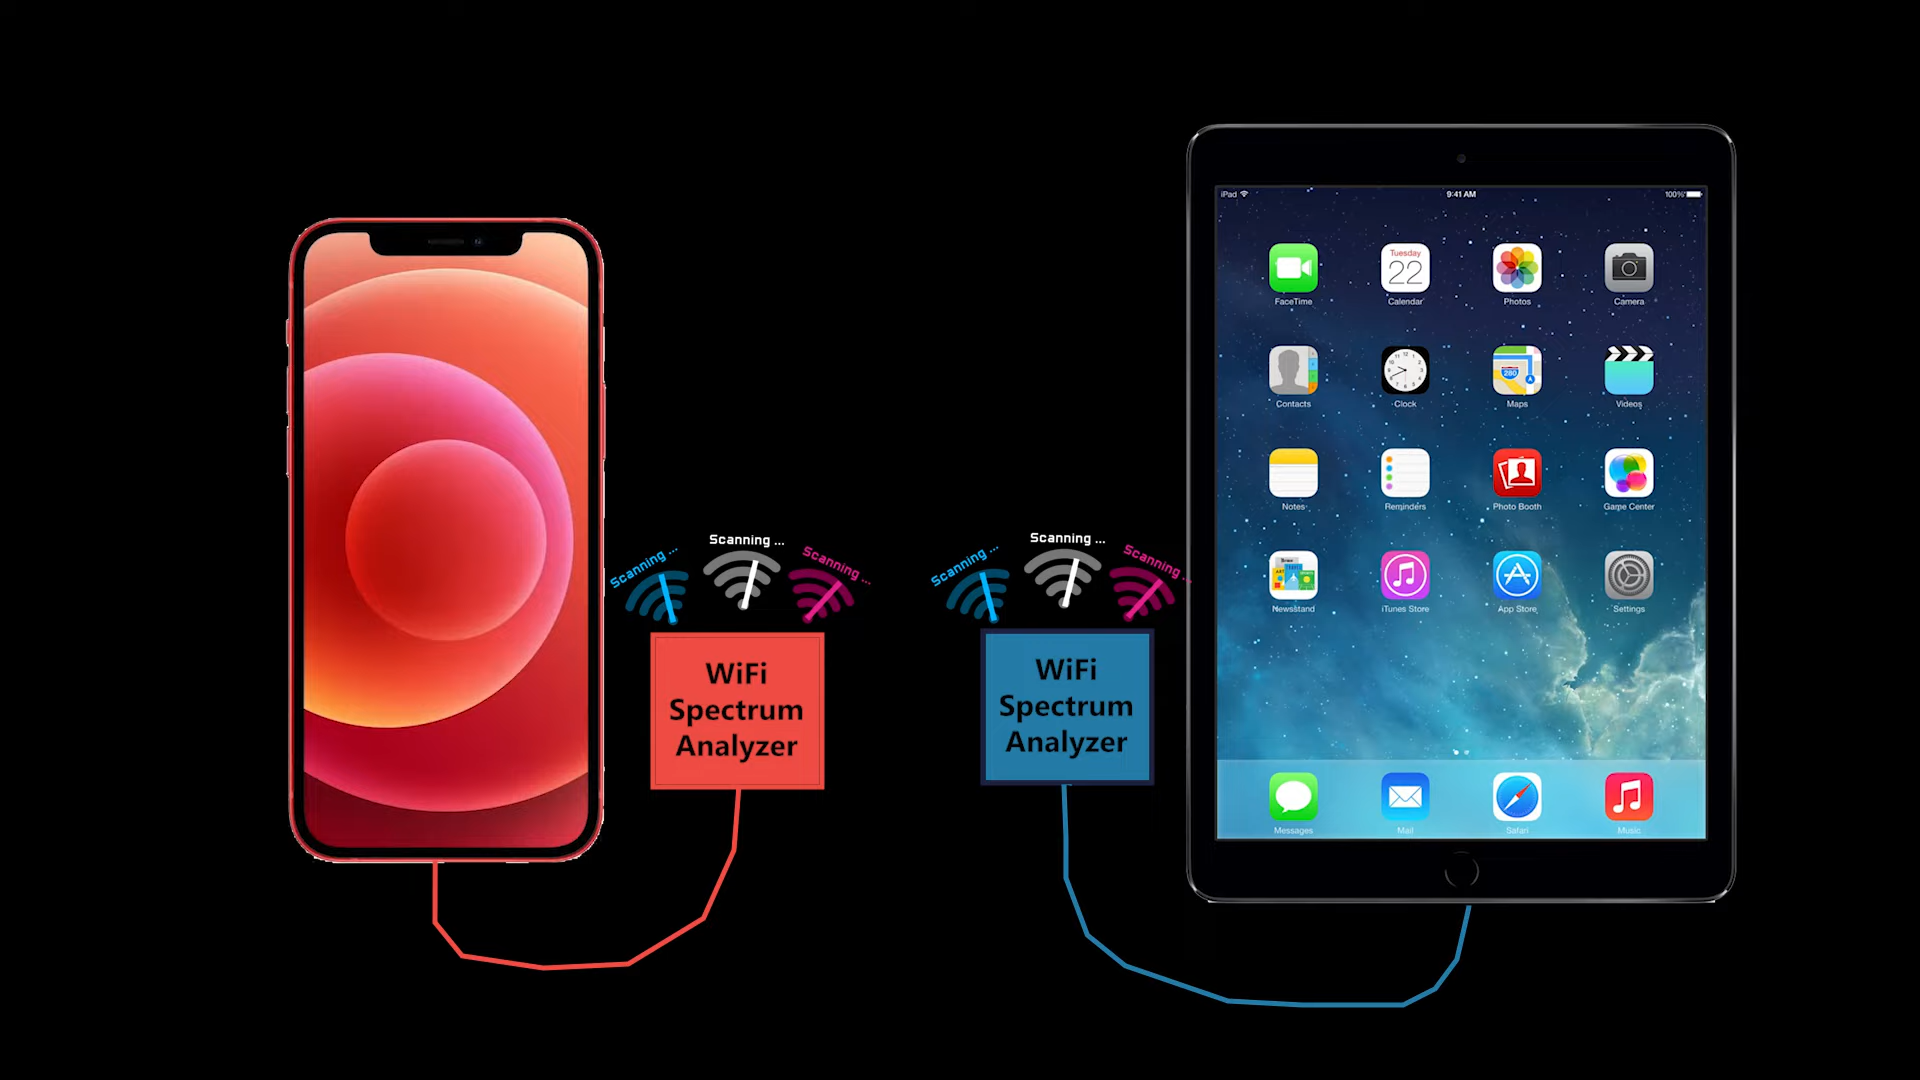 Scanning ...
Scanning ...
Scanning ...
WiFi
Spectrum
Analyzer
Scanning ...
Scanning ...
Scanning ...
WiFi
Spectrum
Analyzer
iPad
9:41 AM
100%
Tuesday
22
FaceTime
Calendar
Photos
Camera
280
Contacts
Clock
Maps
Videos
Notes
Reminders
Photo Booth
Game Center
Newsstand
iTunes Store
App Store
Settings
Messages
Mail
Safari
Music